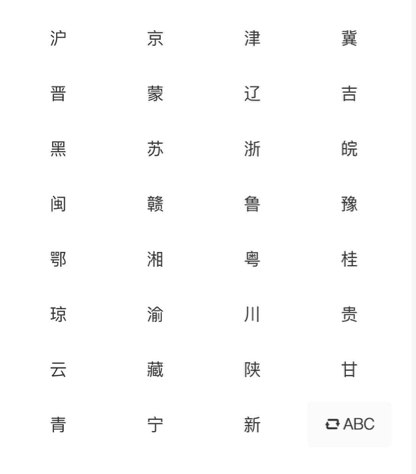 沪 京 津 冀
晋 蒙 辽 吉
黑 苏 浙 皖
闽 赣 鲁 豫
鄂 湘 粤 桂
琼 渝 川 贵
云 藏 陕 甘
青 宁 新 ABC